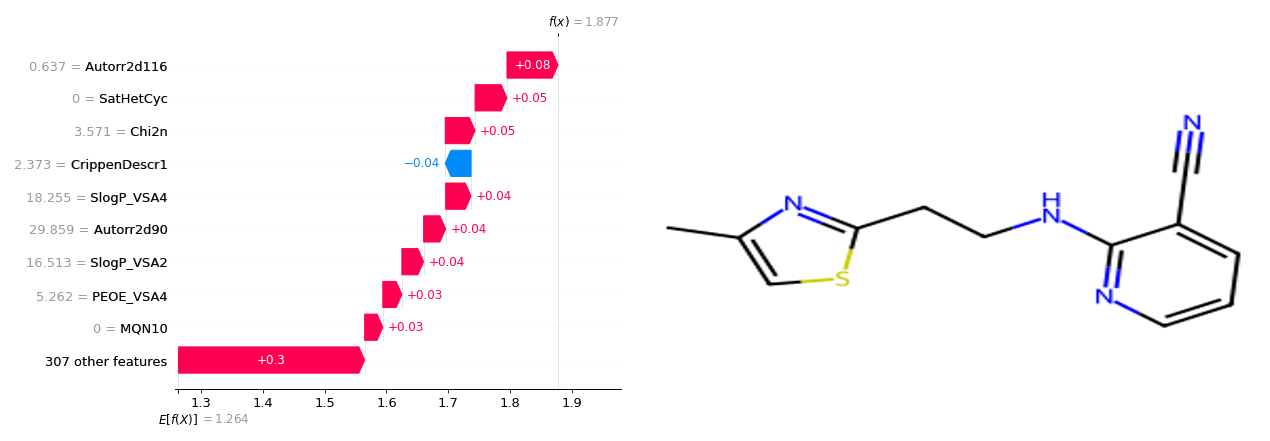 f(x) = 1.877
0.637 = Autorr2d116
+0.08
0 = SatHetCyc
+0.05
3.571 = Chi2n
+0.05
2.373 = CrippenDescr1
−0.04
18.255 = SlogP_VSA4
+0.04
29.859 = Autorr2d90
+0.04
16.513 = SlogP_VSA2
+0.04
5.262 = PEOE_VSA4
+0.03
0 = MQN10
+0.03
307 other features
+0.3
1.3 1.4 1.5 1.6 1.7 1.8 1.9
E[f(X)] = 1.264
N
H
N
N
N
S